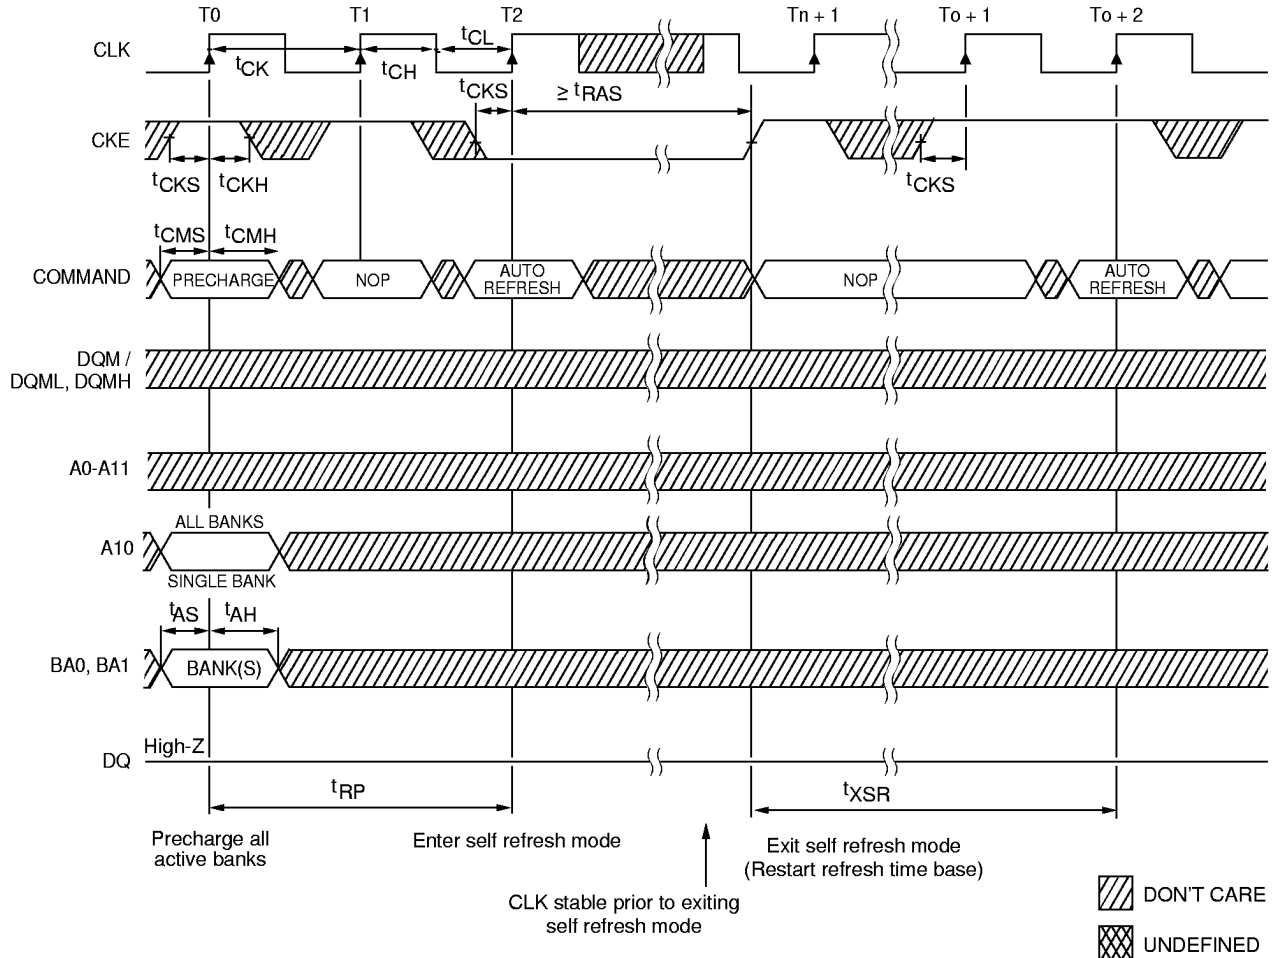 T0 T1 T2 Tn + 1 To + 1 To + 2
CLK
tCK tCH tCL
tCKS ≥ tRAS
CKE
tCKS tCKH tCKS
tCMS tCMH
COMMAND PRECHARGE NOP AUTO REFRESH NOP AUTO REFRESH
DQM /
DQML, DQMH
A0-A11
ALL BANKS
A10
SINGLE BANK
tAS tAH
BA0, BA1 BANK(S)
High-Z
DQ
tRP tXSR
Precharge all
active banks
Enter self refresh mode
Exit self refresh mode
(Restart refresh time base)
CLK stable prior to exiting
self refresh mode
DON'T CARE
UNDEFINED